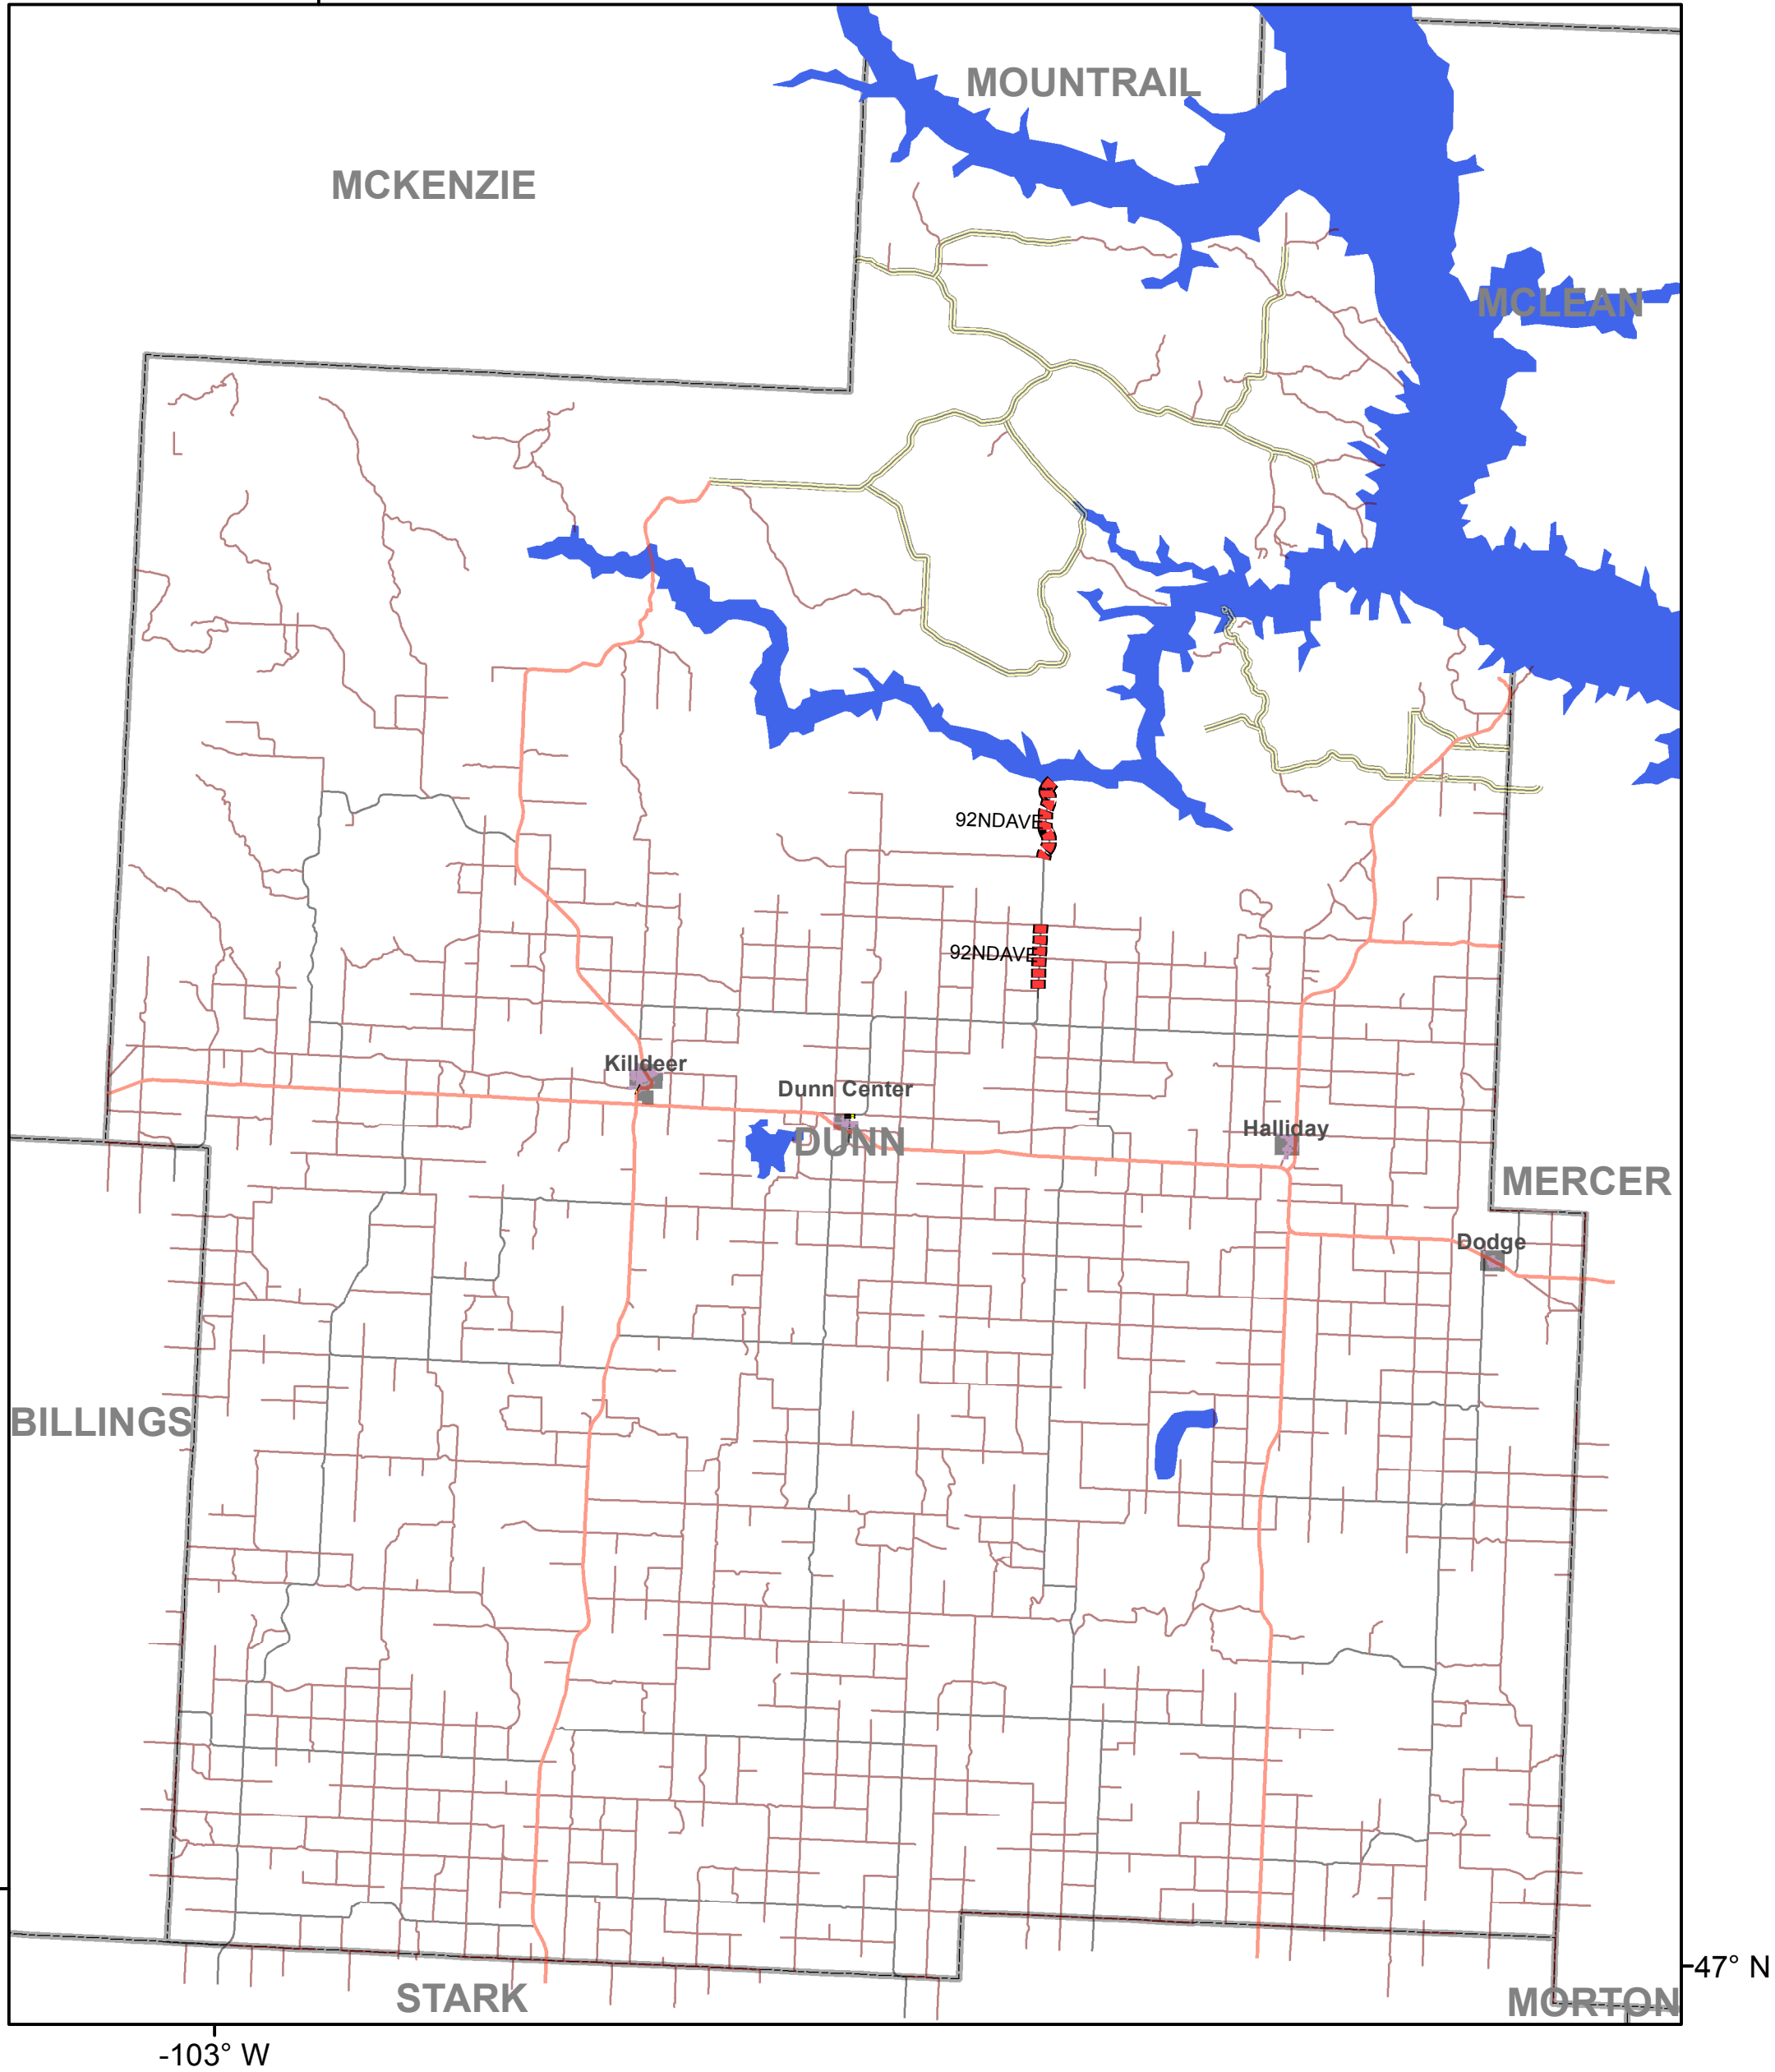 MOUNTRAIL
MCKENZIE
MCLEAN
92NDAVE
92NDAVE
Killdeer
Dunn Center
Halliday
DUNN
MERCER
Dodge
BILLINGS
47° N
STARK
MORTON
-103° W